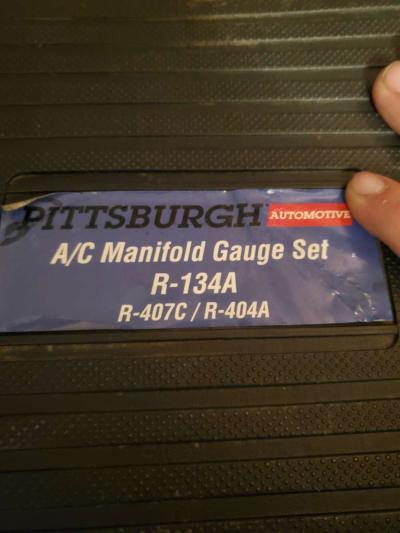 PITTSBURGH AUTOMOTIVE
A/C Manifold Gauge Set
R-134A
R-407C / R-404A